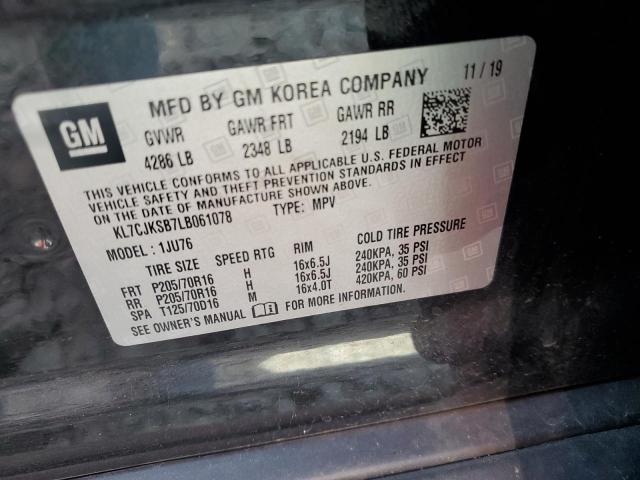 GM
MFD BY GM KOREA COMPANY 11 / 19
GVWR GAWR FRT GAWR RR
4286 LB 2348 LB 2194 LB
THIS VEHICLE CONFORMS TO ALL APPLICABLE U.S. FEDERAL MOTOR
VEHICLE SAFETY AND THEFT PREVENTION STANDARDS IN EFFECT
ON THE DATE OF MANUFACTURE SHOWN ABOVE.
KL7CJKSB7LB061078 TYPE: MPV
MODEL: 1JU76
TIRE SIZE SPEED RTG RIM COLD TIRE PRESSURE
FRT P205/70R16 H 16x6.5J 240KPA, 35 PSI
RR P205/70R16 H 16x6.5J 240KPA, 35 PSI
SPA T125/70D16 M 16x4.0T 420KPA, 60 PSI
SEE OWNER'S MANUAL FOR MORE INFORMATION.